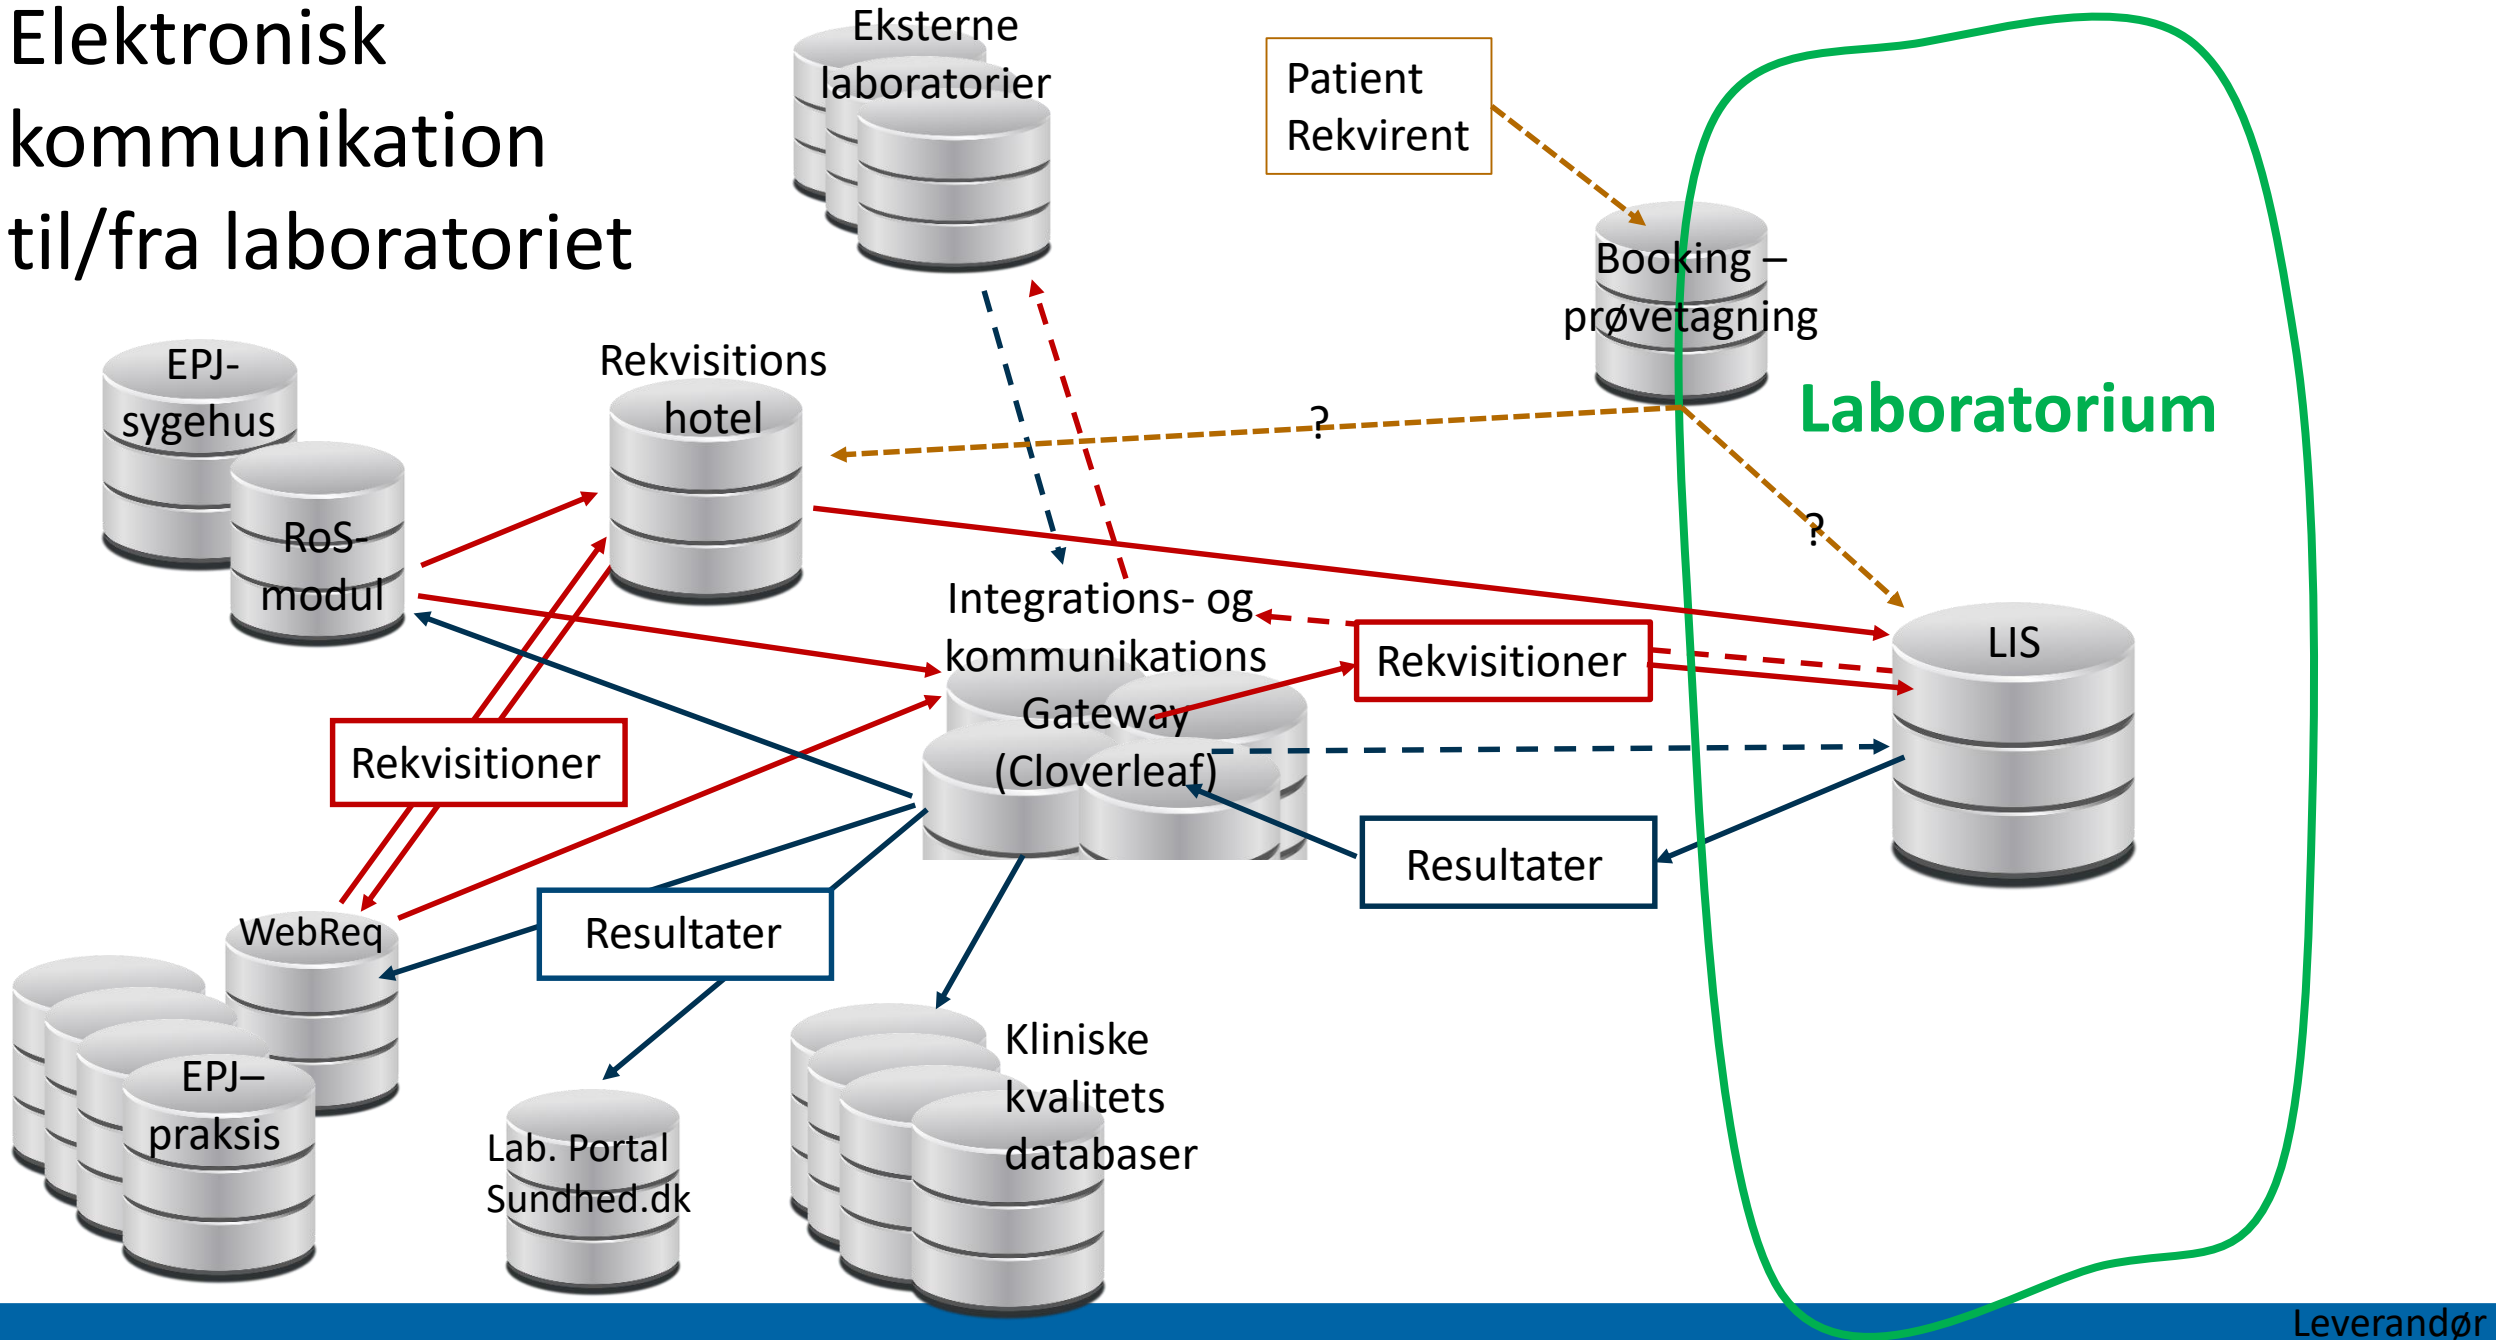 Elektronisk
kommunikation
til/fra laboratoriet
Eksterne
laboratorier
Patient
Rekvirent
Booking –
prøvetagning
Laboratorium
EPJ-
sygehus
RoS-
modul
Rekvisitions
hotel
?
?
Integrations- og
kommunikations
Gateway
(Cloverleaf)
Rekvisitioner
LIS
Rekvisitioner
Resultater
Resultater
WebReq
EPJ–
praksis
Lab. Portal
Sundhed.dk
Kliniske
kvalitets
databaser
Leverandør